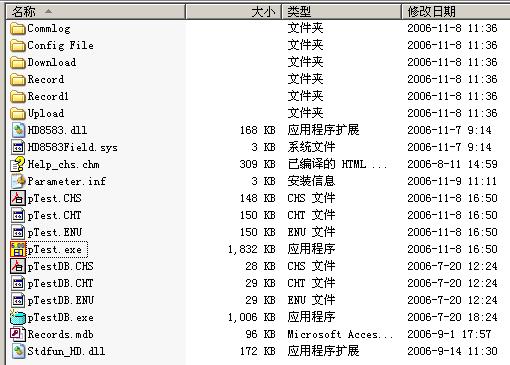 名称 大小 类型 修改日期
Commlog 文件夹 2006-11-8 11:36
Config File 文件夹 2006-11-8 11:36
Download 文件夹 2006-11-8 11:36
Record 文件夹 2006-11-8 11:36
Record1 文件夹 2006-11-8 11:36
Upload 文件夹 2006-11-8 11:36
HD8583.dll 168 KB 应用程序扩展 2006-11-7 9:14
HD8583Field.sys 3 KB 系统文件 2006-11-7 9:14
Help_chs.chm 309 KB 已编译的 HTML ... 2006-8-11 14:59
Parameter.inf 3 KB 安装信息 2006-11-9 11:11
pTest.CHS 148 KB CHS 文件 2006-11-8 16:50
pTest.CHT 150 KB CHT 文件 2006-11-8 16:50
pTest.ENU 150 KB ENU 文件 2006-11-8 16:50
pTest.exe 1,832 KB 应用程序 2006-11-8 16:50
pTestDB.CHS 28 KB CHS 文件 2006-7-20 12:24
pTestDB.CHT 29 KB CHT 文件 2006-7-20 12:24
pTestDB.ENU 29 KB ENU 文件 2006-7-20 12:24
pTestDB.exe 1,006 KB 应用程序 2006-7-20 18:24
Records.mdb 96 KB Microsoft Acces... 2006-9-1 17:57
Stdfun_HD.dll 172 KB 应用程序扩展 2006-9-14 11:30